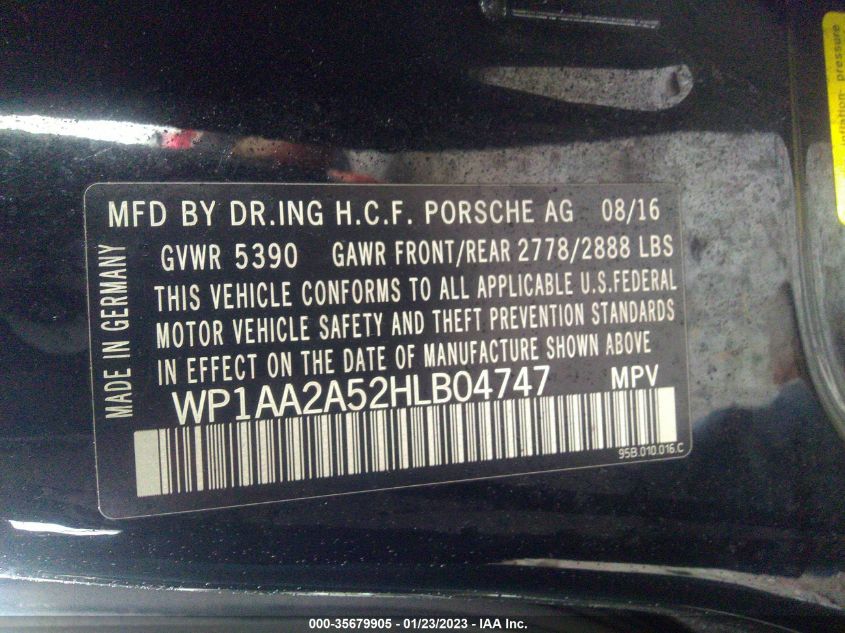 inflation- pressure
MFD BY DR.ING H.C.F. PORSCHE AG 08/16
GVWR 5390 GAWR FRONT/REAR 2778/2888 LBS
THIS VEHICLE CONFORMS TO ALL APPLICABLE U.S.FEDERAL
MOTOR VEHICLE SAFETY AND THEFT PREVENTION STANDARDS
IN EFFECT ON THE DATE OF MANUFACTURE SHOWN ABOVE
MADE IN GERMANY
WP1AA2A52HLB04747 MPV
95B.010.016.C
000-35679905 - 01/23/2023 - IAA Inc.